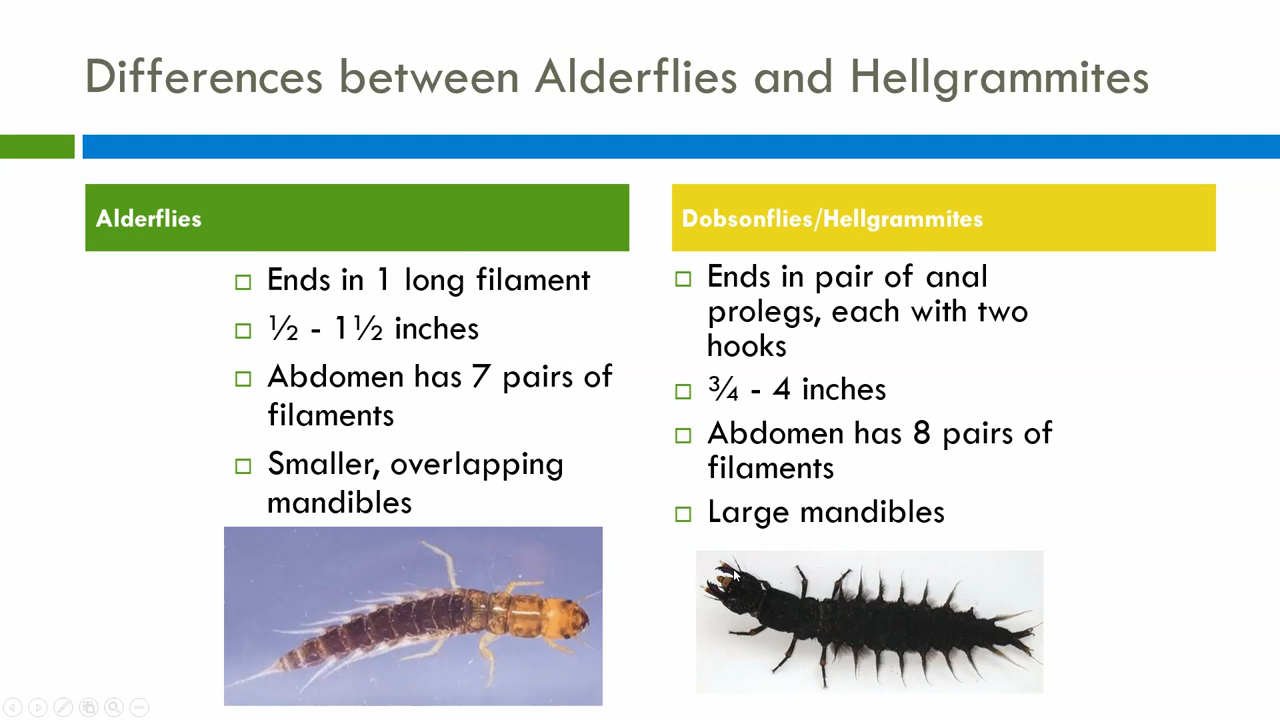 Differences between Alderflies and Hellgrammites
Alderflies
Ends in 1 long filament
½ - 1½ inches
Abdomen has 7 pairs of
filaments
Smaller, overlapping
mandibles
Dobsonflies/Hellgrammites
Ends in pair of anal
prolegs, each with two
hooks
¾ - 4 inches
Abdomen has 8 pairs of
filaments
Large mandibles